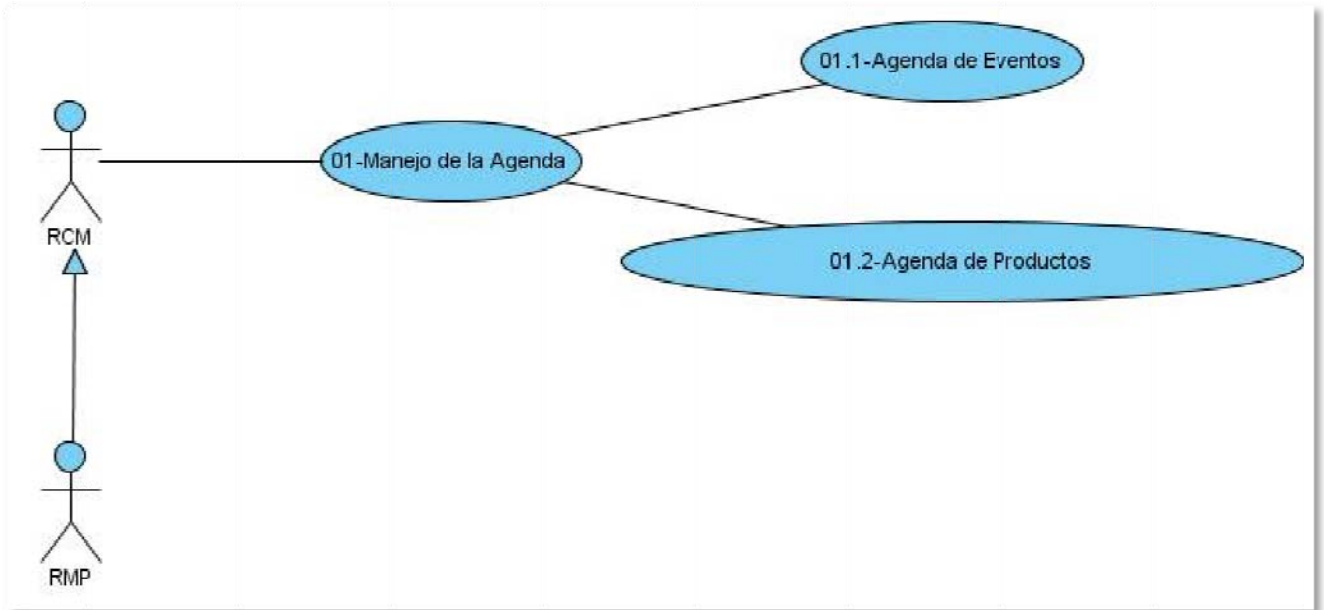 01.1-Agenda de Eventos
01-Manejo de la Agenda
RCM
01.2-Agenda de Productos
RMP